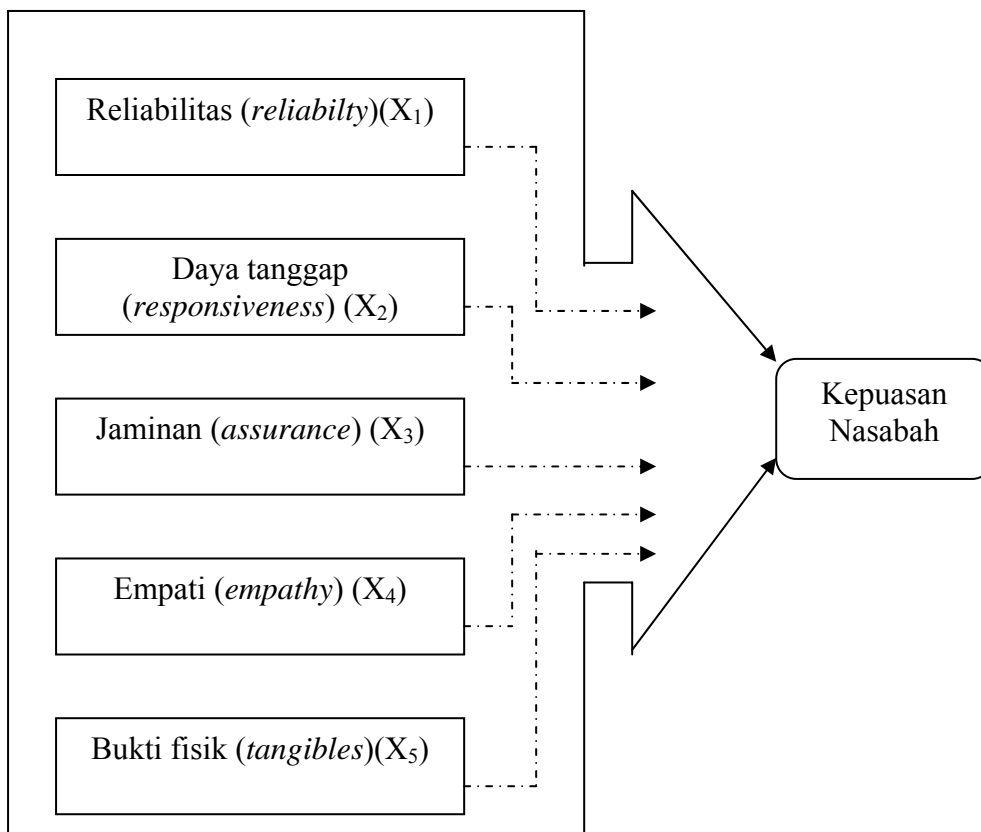 Reliabilitas (reliabilty)(X₁)
Daya tanggap
(responsiveness) (X₂)
Jaminan (assurance) (X₃)
Empati (empathy) (X₄)
Bukti fisik (tangibles)(X₅)
Kepuasan
Nasabah